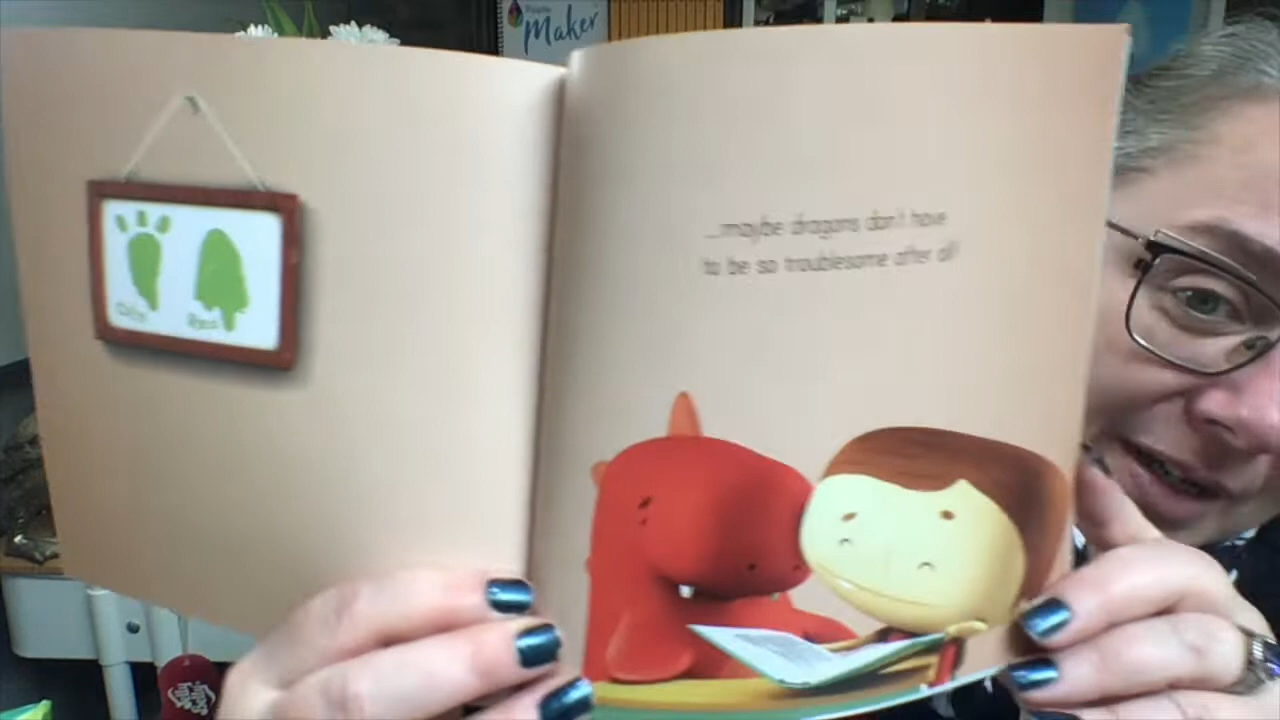 Maker
...maybe dragons don't have
to be so troublesome after all